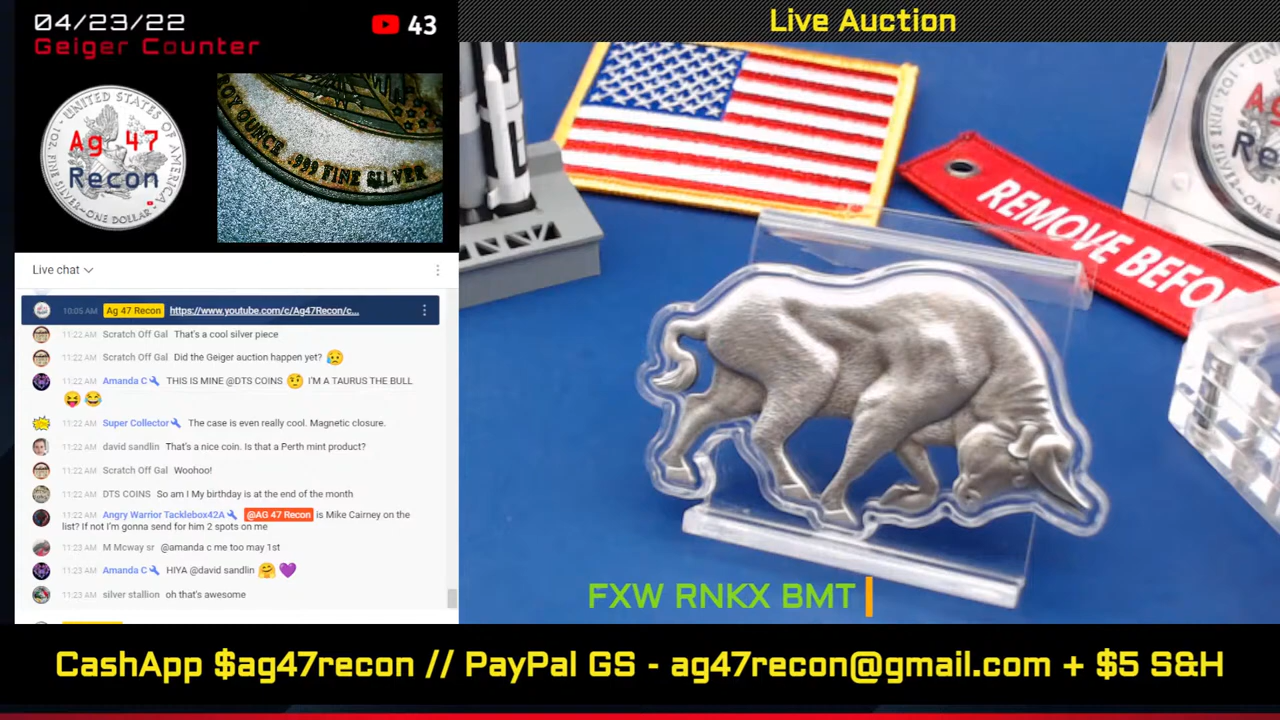 04/23/22
Geiger Counter
43
Live Auction
UNITED STATES OF AMERICA
1 OZ. FINE SILVER~ONE DOLLAR
Ag 47
Recon
OY OUNCE .999 FINE SILVER
REMOVE BEFO
Live chat
10:05 AM Ag 47 Recon https://www.youtube.com/c/Ag47Recon/c...
11:22 AM Scratch Off Gal That's a cool silver piece
11:22 AM Scratch Off Gal Did the Geiger auction happen yet? 😥
11:22 AM Amanda C THIS IS MINE @DTS COINS 🤨 I'M A TAURUS THE BULL
😝 😂
11:22 AM Super Collector The case is even really cool. Magnetic closure.
11:22 AM david sandlin That's a nice coin. Is that a Perth mint product?
11:22 AM Scratch Off Gal Woohoo!
11:22 AM DTS COINS So am I My birthday is at the end of the month
11:22 AM Angry Warrior Tacklebox42A @AG 47 Recon is Mike Cairney on the
list? If not I'm gonna send for him 2 spots on me
11:23 AM M Mcway sr @amanda c me too may 1st
11:23 AM Amanda C HIYA @david sandlin 🤗 💜
11:23 AM silver stallion oh that's awesome
FXW RNKX BMT
CashApp $ag47recon // PayPal GS - ag47recon@gmail.com + $5 S&H